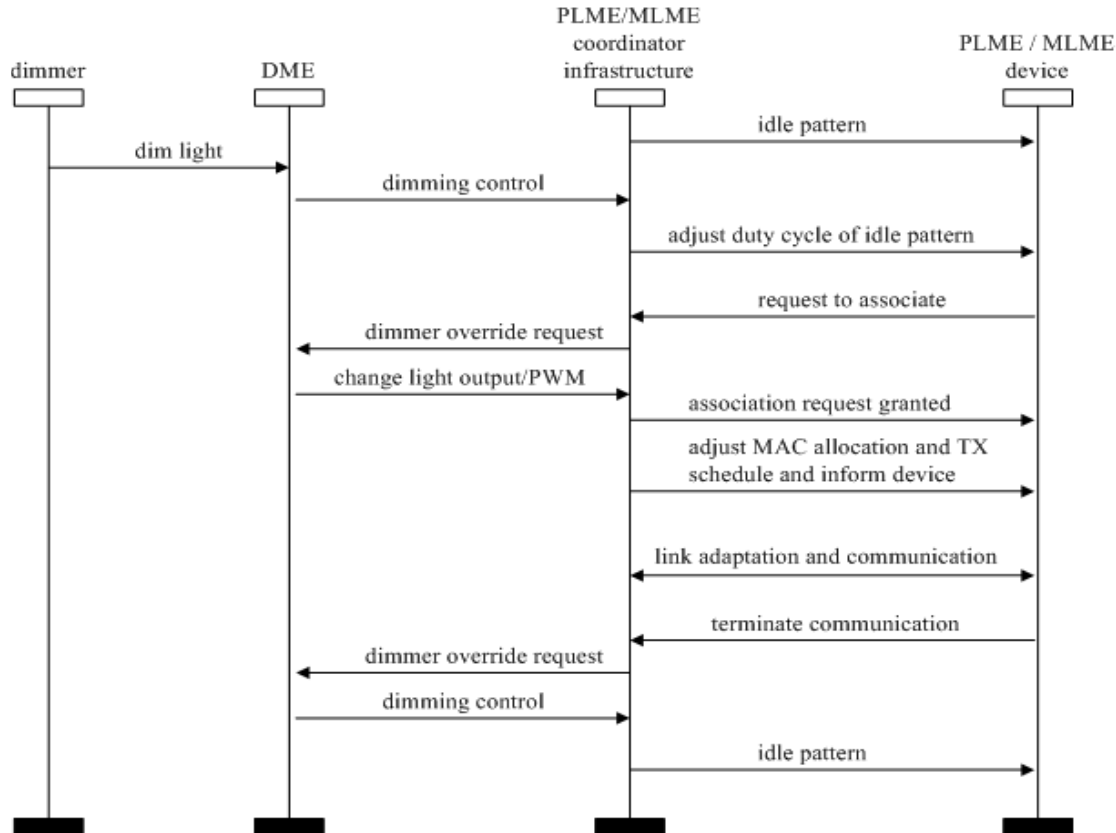 PLME/MLME
coordinator
infrastructure
PLME / MLME
device
dimmer
DME
idle pattern
dim light
dimming control
adjust duty cycle of idle pattern
request to associate
dimmer override request
change light output/PWM
association request granted
adjust MAC allocation and TX
schedule and inform device
link adaptation and communication
terminate communication
dimmer override request
dimming control
idle pattern